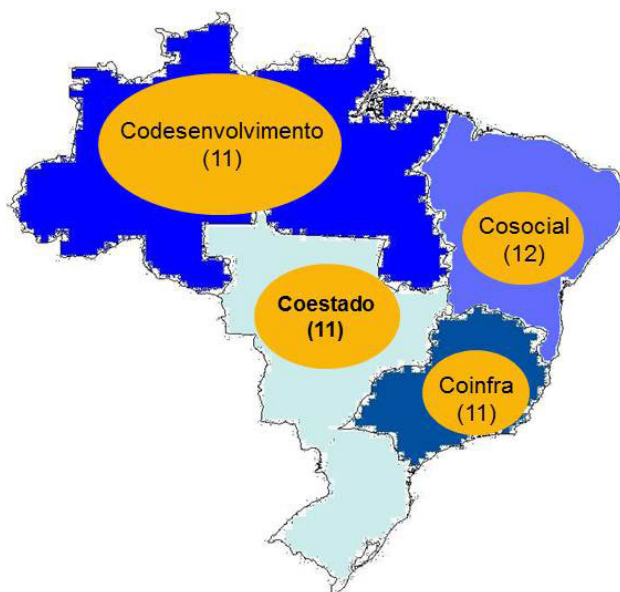 Codesenvolvimento
(11)
Cosocial
(12)
Coestado
(11)
Coinfra
(11)